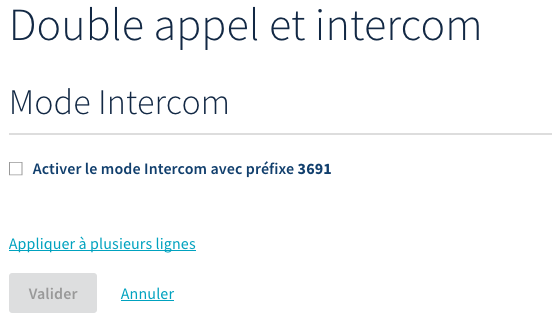 Double appel et intercom
Mode Intercom
Activer le mode Intercom avec préfixe 3691
Appliquer à plusieurs lignes
Valider Annuler